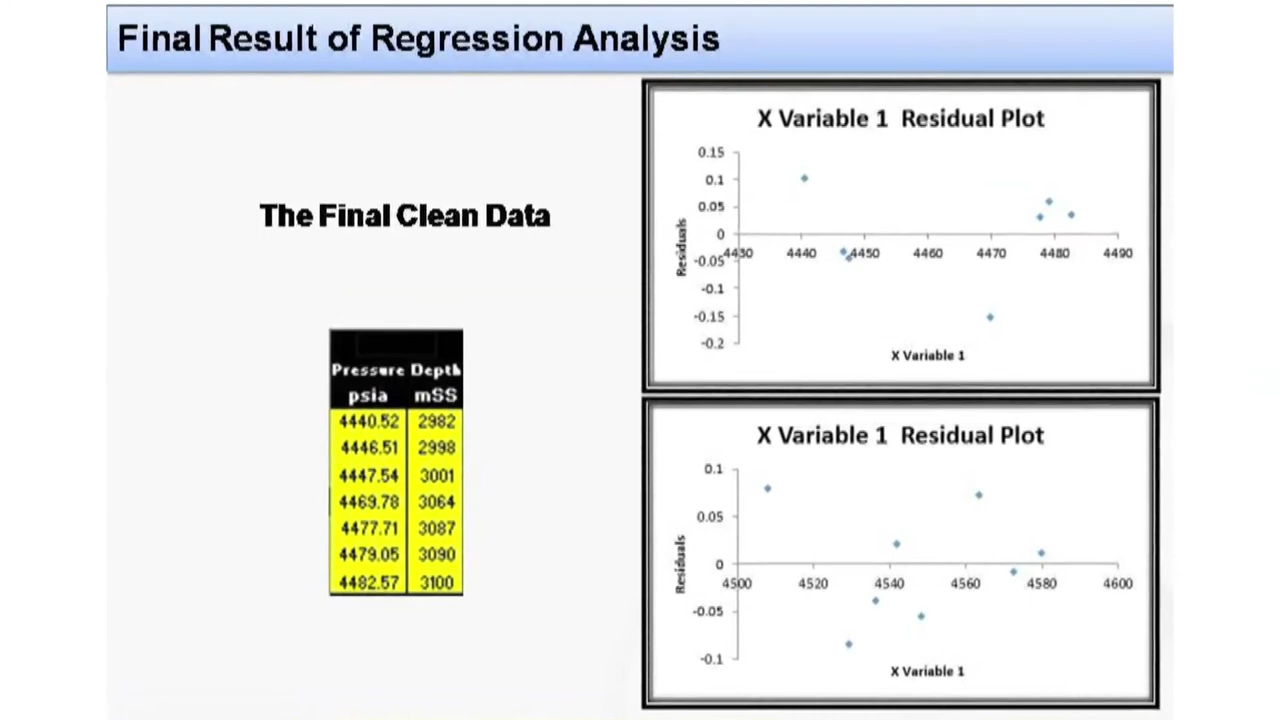 Final Result of Regression Analysis
The Final Clean Data
Pressure Depth
psia mSS
4440.52 2982
4446.51 2998
4447.54 3001
4469.78 3064
4477.71 3087
4479.05 3090
4482.57 3100
X Variable 1 Residual Plot
0.15
0.1
0.05
0
-0.05
-0.1
-0.15
-0.2
Residuals
4430 4440 4450 4460 4470 4480 4490
X Variable 1
X Variable 1 Residual Plot
0.1
0.05
0
-0.05
-0.1
Residuals
4500 4520 4540 4560 4580 4600
X Variable 1